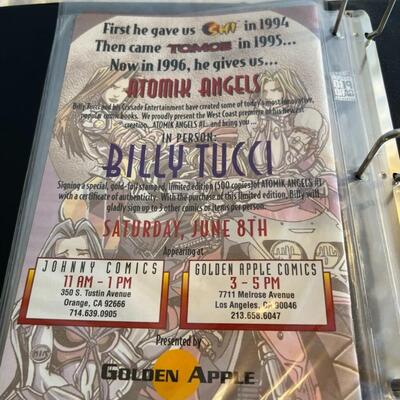 First he gave us Shi in 1994
Then came TOMOE in 1995...
Now in 1996, he gives us...
ATOMIK ANGELS
Billy Tucci and his Crusade Entertainment have created some of today's most innovative,
popular comic books. We proudly present the West Coast premiere of his newest
creation, ATOMIK ANGELS #1... and bring you...
IN PERSON:
BILLY TUCCI
Signing a special, gold-foil stamped, limited edition (500 copies) of ATOMIK ANGELS #1
with a certificate of authenticity. With the purchase of this limited edition, Billy will
gladly sign up to 3 other comics or items per person.
SATURDAY, JUNE 8TH
Appearing at
JOHNNY COMICS
11 AM - 1 PM
350 S. Tustin Avenue
Orange, CA 92666
714.639.0905
GOLDEN APPLE COMICS
3 - 5 PM
7711 Melrose Avenue
Los Angeles, CA 90046
213.658.6047
Presented by
GOLDEN APPLE